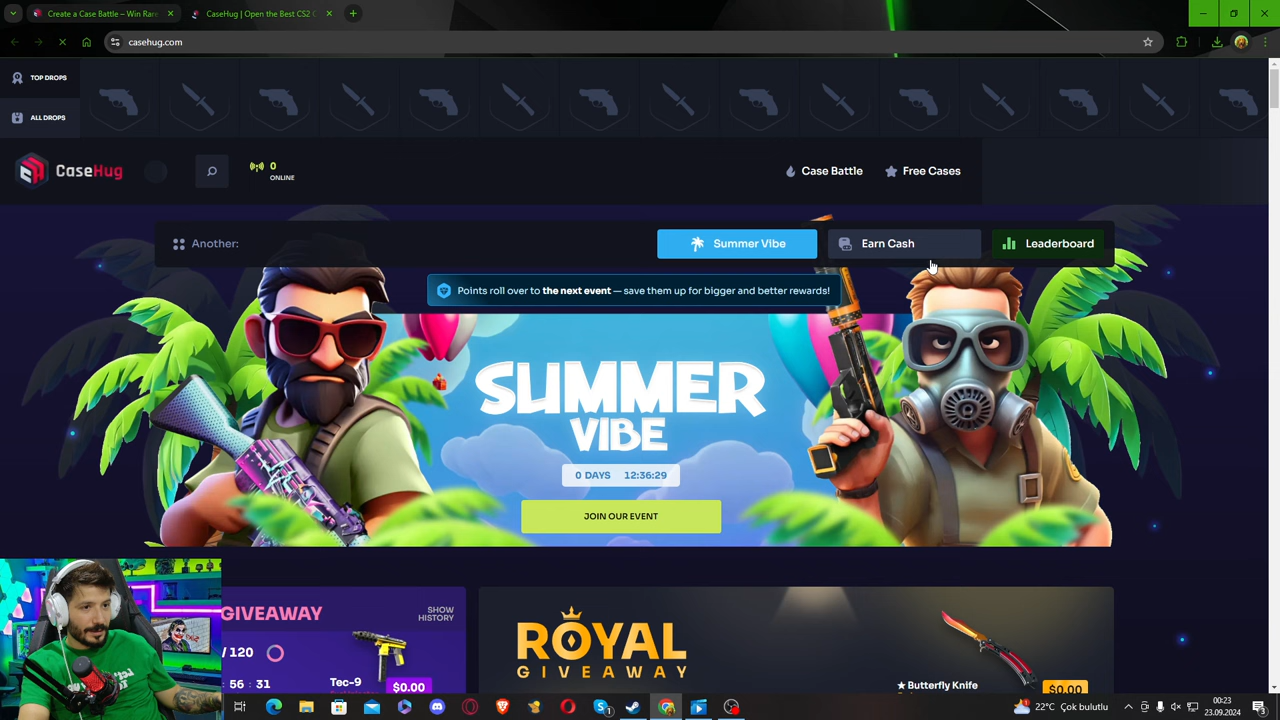 Create a Case Battle – Win Rare
CaseHug | Open the Best CS2 C
casehug.com
TOP DROPS
ALL DROPS
CaseHug
0
ONLINE
Case Battle
Free Cases
Another:
Summer Vibe
Earn Cash
Leaderboard
Points roll over to the next event — save them up for bigger and better rewards!
SUMMER
VIBE
0 DAYS 12:36:29
JOIN OUR EVENT
GIVEAWAY
SHOW
HISTORY
/ 120
: 56 : 31
Tec-9
$0.00
ROYAL
GIVEAWAY
★ Butterfly Knife
$0.00
22°C Çok bulutlu
00:23
23.09.2024